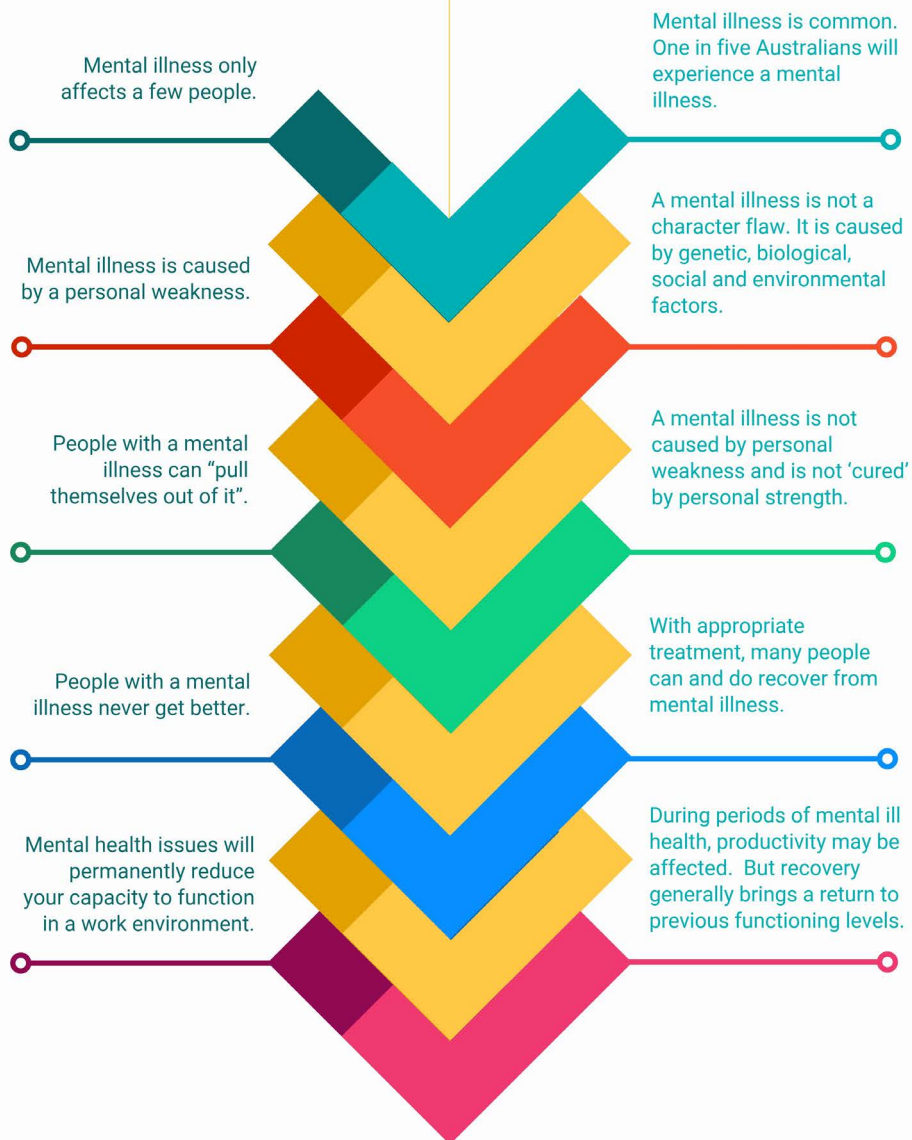 Mental illness only
affects a few people.
Mental illness is common.
One in five Australians will
experience a mental
illness.
Mental illness is caused
by a personal weakness.
A mental illness is not a
character flaw. It is caused
by genetic, biological,
social and environmental
factors.
People with a mental
illness can “pull
themselves out of it”.
A mental illness is not
caused by personal
weakness and is not ‘cured’
by personal strength.
People with a mental
illness never get better.
With appropriate
treatment, many people
can and do recover from
mental illness.
Mental health issues will
permanently reduce
your capacity to function
in a work environment.
During periods of mental ill
health, productivity may be
affected.  But recovery
generally brings a return to
previous functioning levels.